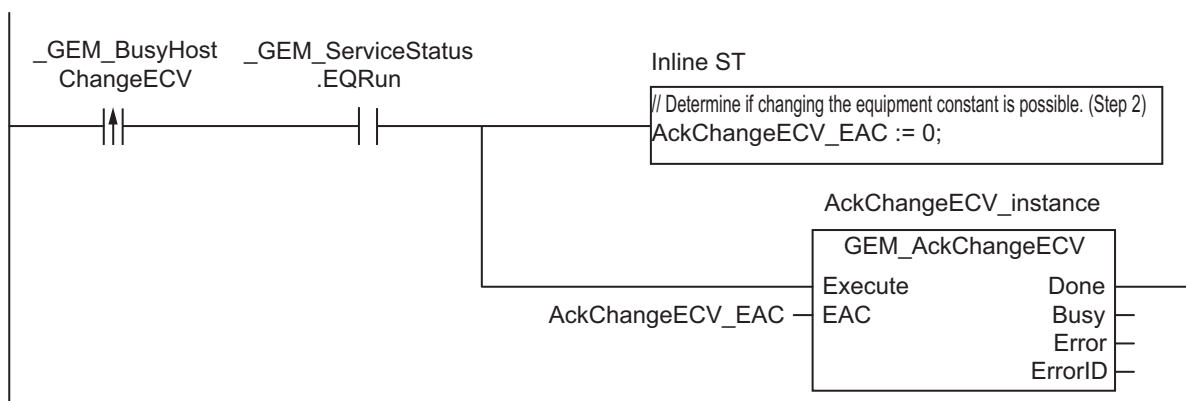 _GEM_BusyHost
ChangeECV
_GEM_ServiceStatus
.EQRun
Inline ST
// Determine if changing the equipment constant is possible. (Step 2)
AckChangeECV_EAC := 0;
AckChangeECV_instance
GEM_AckChangeECV
Execute Done
AckChangeECV_EAC EAC Busy
Error
ErrorID